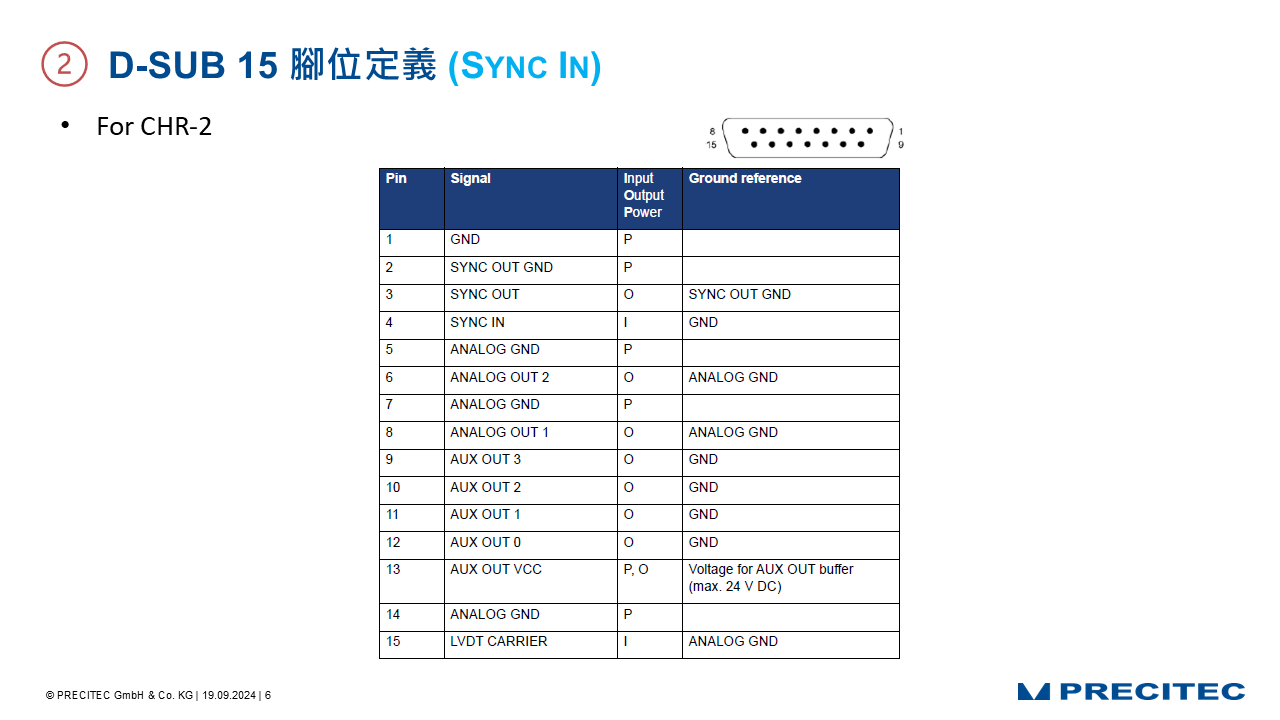 2 D-SUB 15 腳位定義 (SYNC IN)
• For CHR-2
8 1
15 9
Pin Signal Input Output Power Ground reference
1 GND P
2 SYNC OUT GND P
3 SYNC OUT O SYNC OUT GND
4 SYNC IN I GND
5 ANALOG GND P
6 ANALOG OUT 2 O ANALOG GND
7 ANALOG GND P
8 ANALOG OUT 1 O ANALOG GND
9 AUX OUT 3 O GND
10 AUX OUT 2 O GND
11 AUX OUT 1 O GND
12 AUX OUT 0 O GND
13 AUX OUT VCC P, O Voltage for AUX OUT buffer
(max. 24 V DC)
14 ANALOG GND P
15 LVDT CARRIER I ANALOG GND
© PRECITEC GmbH & Co. KG | 19.09.2024 | 6
PRECITEC